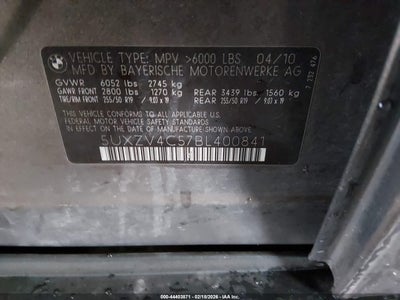 VEHICLE TYPE: MPV >6000 LBS 04/10
MFD BY BAYERISCHE MOTORENWERKE AG
GVWR 6052 lbs 2745 kg
GAWR FRONT 2800 lbs 1270 kg REAR 3439 lbs 1560 kg
TIRE/RIM FRONT 255/50 R19 / 9.0J x 19 REAR 255/50 R19 / 9.0J x 19
THIS VEHICLE CONFORMS TO ALL APPLICABLE
FEDERAL MOTOR VEHICLE SAFETY STANDARDS IN
EFFECT ON THE DATE OF MANUFACTURE SHOWN ABOVE
5UXZV4C57BL400841
7 232 676
000-44403871 - 02/18/2026 - IAA, Inc.